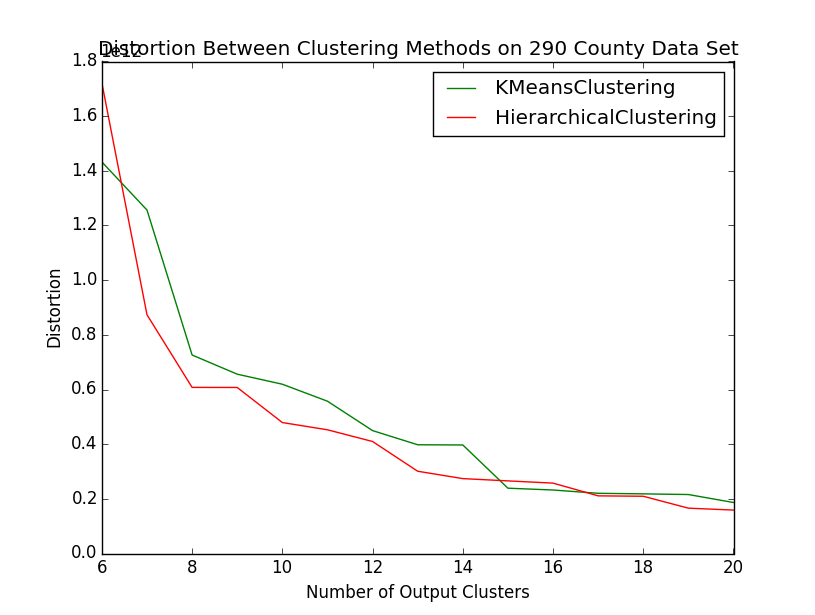 Distortion Between Clustering Methods on 290 County Data Set
1e12
1.8
1.6
1.4
1.2
1.0
0.8
0.6
0.4
0.2
0.0
Distortion
KMeansClustering
HierarchicalClustering
6 8 10 12 14 16 18 20
Number of Output Clusters